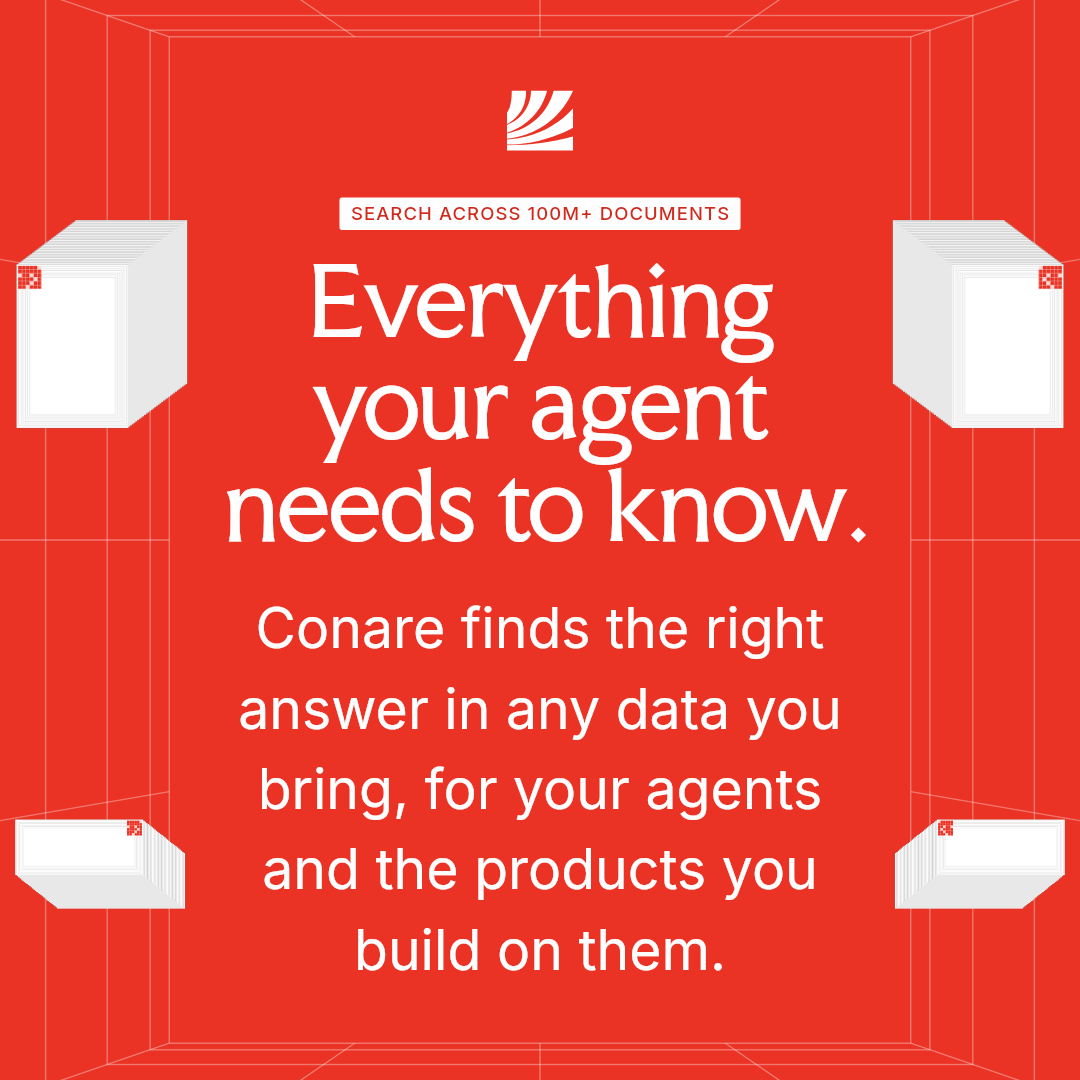 SEARCH ACROSS 100M+ DOCUMENTS
Everything
your agent
needs to know.
Conare finds the right
answer in any data you
bring, for your agents
and the products you
build on them.